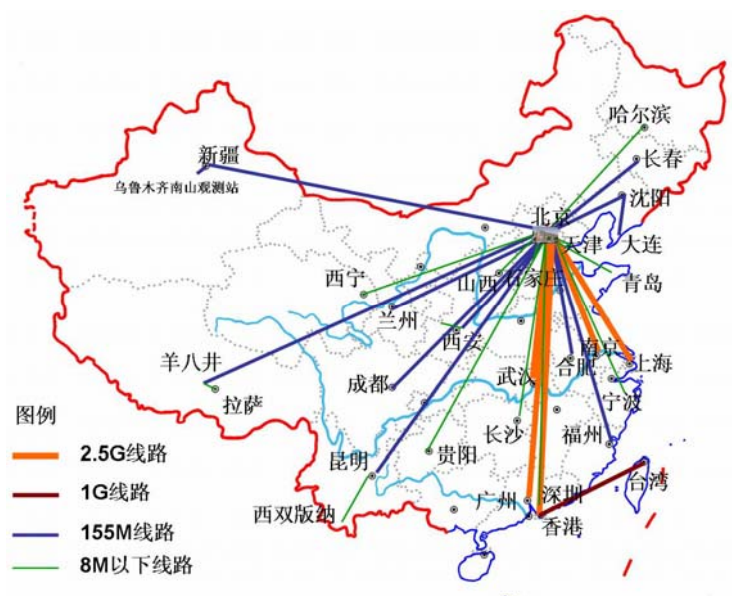 哈尔滨
长春
新疆
乌鲁木齐南山观测站
沈阳
北京
天津
大连
西宁
山西
石家庄
青岛
兰州
西安
羊八井
南京
上海
成都
武汉
合肥
拉萨
宁波
图例
长沙
福州
2.5G线路
昆明
贵阳
台湾
1G线路
广州
深圳
西双版纳
香港
155M线路
8M以下线路